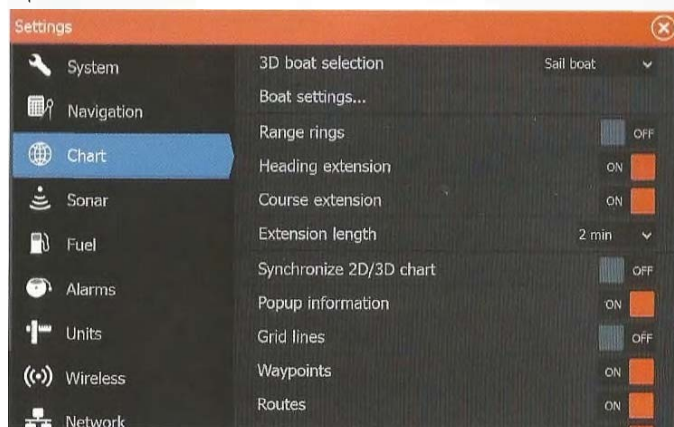 Settings
System
Navigation
Chart
Sonar
Fuel
Alarms
Units
Wireless
Network
3D boat selection Sail boat
Boat settings...
Range rings OFF
Heading extension ON
Course extension ON
Extension length 2 min
Synchronize 2D/3D chart OFF
Popup information ON
Grid lines OFF
Waypoints ON
Routes ON